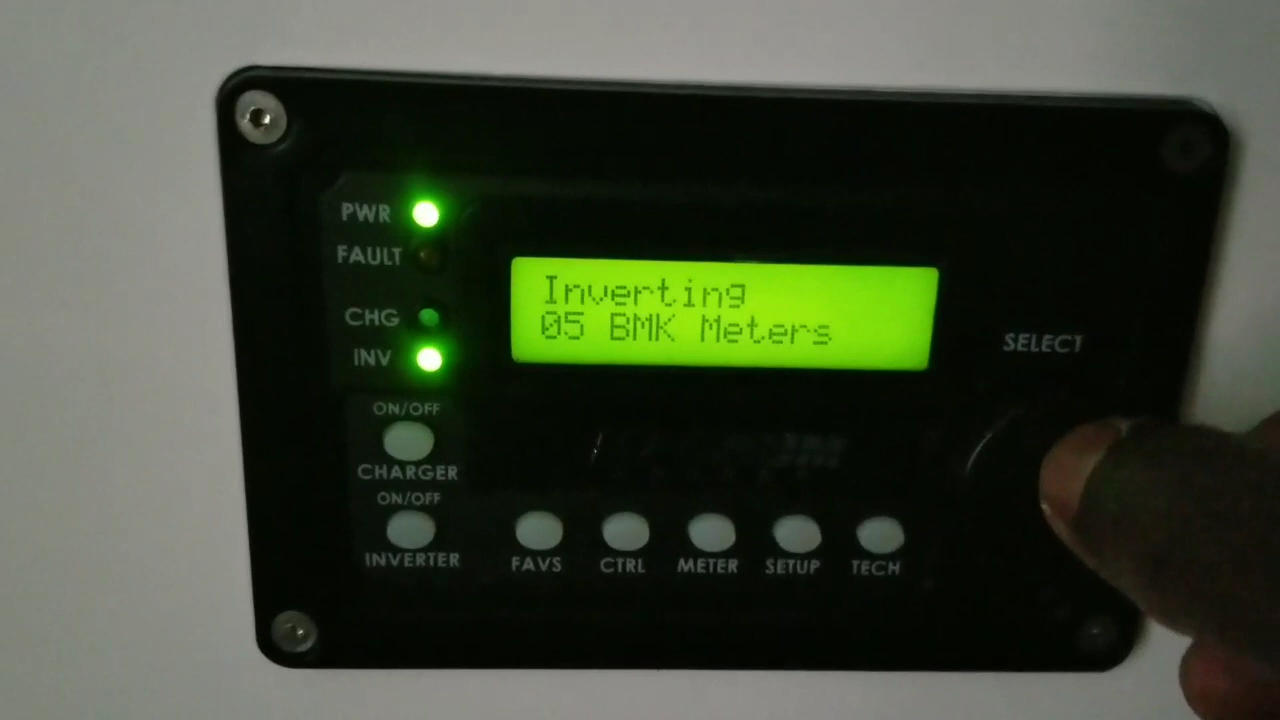 PWR
FAULT
CHG
INV
Inverting
05 BMK Meters
SELECT
ON/OFF
CHARGER
ON/OFF
INVERTER
FAVS
CTRL
METER
SETUP
TECH